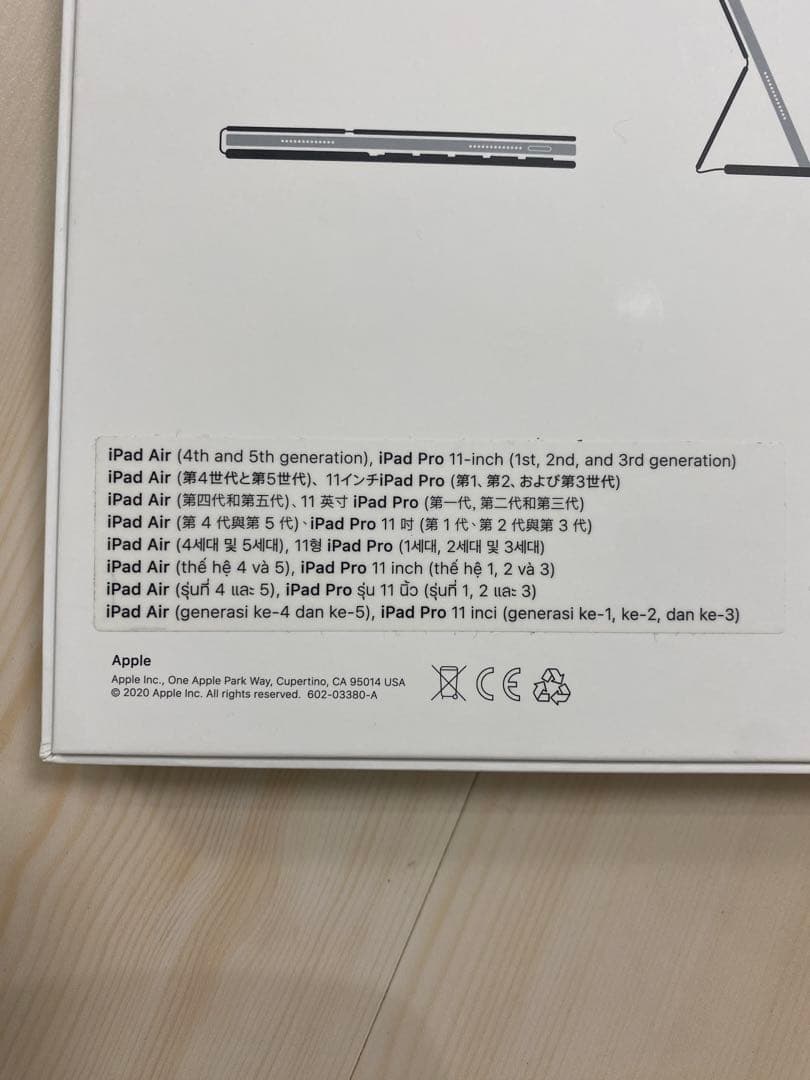 iPad Air (4th and 5th generation), iPad Pro 11-inch (1st, 2nd, and 3rd generation)
iPad Air (第4世代と第5世代)、11インチiPad Pro (第1、第2、および第3世代)
iPad Air (第四代和第五代)、11 英寸 iPad Pro (第一代, 第二代和第三代)
iPad Air (第 4 代與第 5 代)、iPad Pro 11 吋 (第 1 代、第 2 代與第 3 代)
iPad Air (4세대 및 5세대), 11형 iPad Pro (1세대, 2세대 및 3세대)
iPad Air (thế hệ 4 và 5), iPad Pro 11 inch (thế hệ 1, 2 và 3)
iPad Air (รุ่นที่ 4 และ 5), iPad Pro รุ่น 11 นิ้ว (รุ่นที่ 1, 2 และ 3)
iPad Air (generasi ke-4 dan ke-5), iPad Pro 11 inci (generasi ke-1, ke-2, dan ke-3)
Apple
Apple Inc., One Apple Park Way, Cupertino, CA 95014 USA
© 2020 Apple Inc. All rights reserved. 602-03380-A
CE